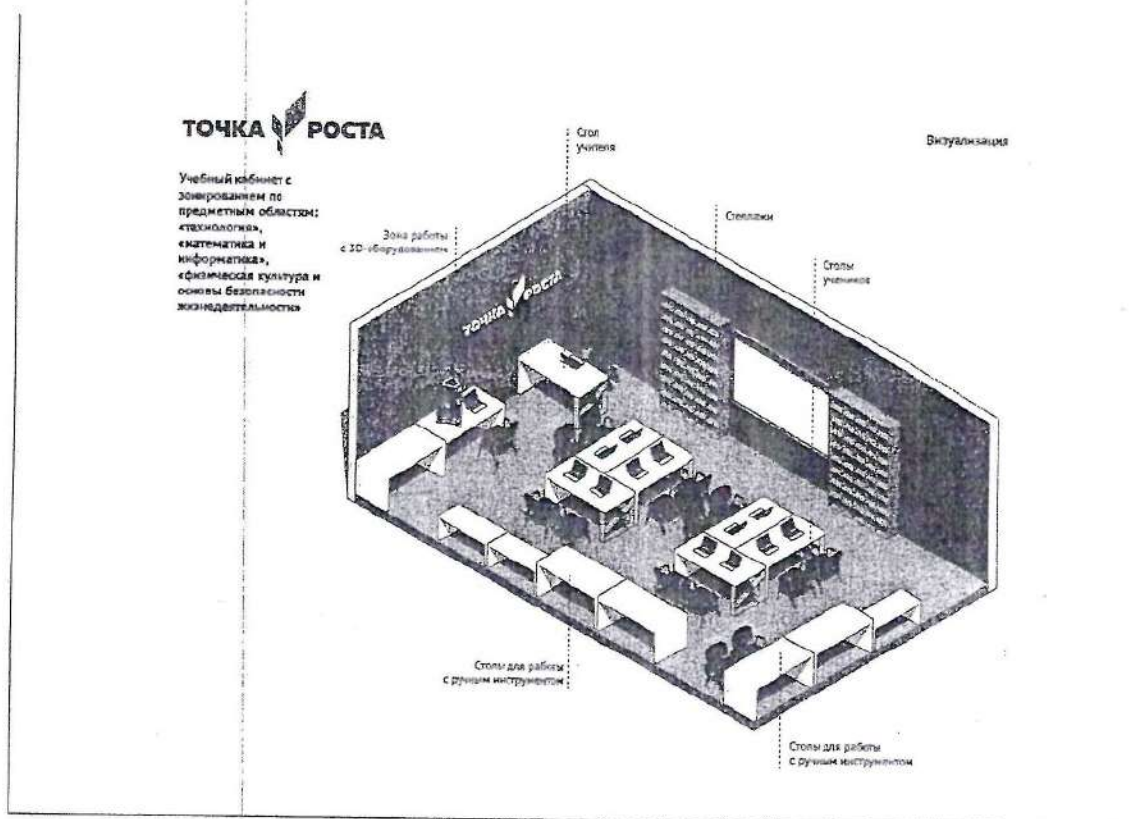 ТОЧКА РОСТА
Учебный кабинет с
зонированием по
предметным областям:
«технология»,
«математика и
информатика»,
«физическая культура и
основы безопасности
жизнедеятельности»
Стол
учителя
Визуализация
Зона работы
с 3D-оборудованием
Стеллажи
Столы
учеников
ТОЧКА РОСТА
Столы для работы
с ручным инструментом
Столы для работы
с ручным инструментом